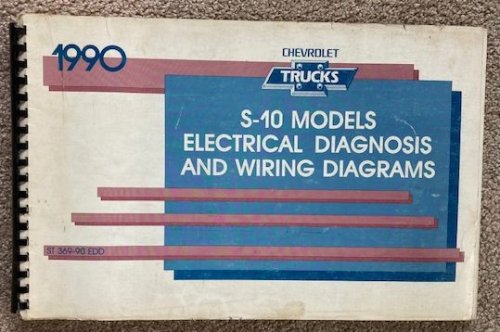 1990
CHEVROLET
TRUCKS
S-10 MODELS
ELECTRICAL DIAGNOSIS
AND WIRING DIAGRAMS
ST 369-90 EDD